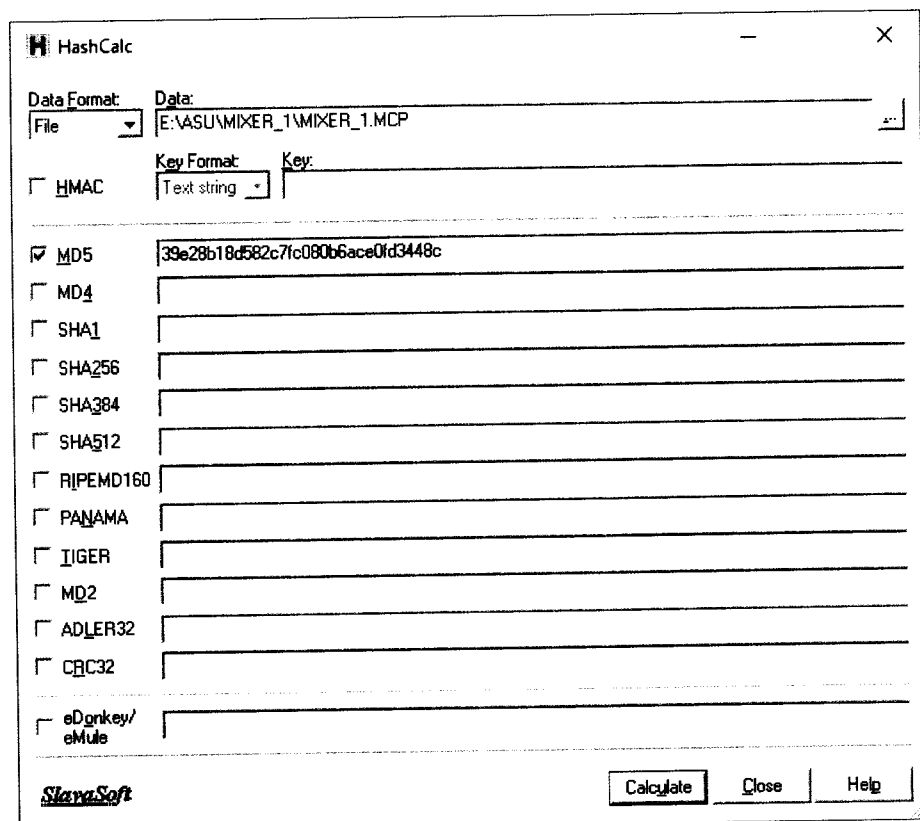 HashCalc
Data Format: Data:
File E:\ASU\MIXER_1\MIXER_1.MCP ...
Key Format: Key:
HMAC Text string
MD5 39e28b18d582c7fc080b6ace0fd3448c
MD4
SHA1
SHA256
SHA384
SHA512
RIPEMD160
PANAMA
TIGER
MD2
ADLER32
CRC32
eDonkey/
eMule
SlavaSoft Calculate Close Help